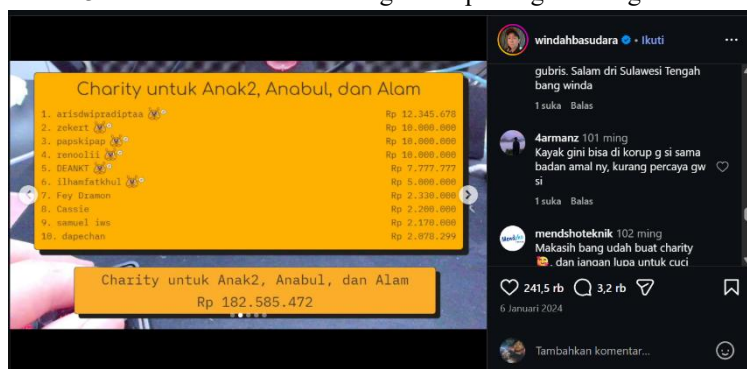 windahbasudara • Ikuti
gubris. Salam dri Sulawesi Tengah
bang winda
1 suka Balas
4armanz 101 ming
Kayak gini bisa di korup g si sama
badan amal ny, kurang percaya gw
si
1 suka Balas
mendshoteknik 102 ming
Makasih bang udah buat charity
🥰, dan jangan lupa untuk cuci
241,5 rb 3,2 rb
6 Januari 2024
Tambahkan komentar...
Charity untuk Anak2, Anabul, dan Alam
1. arisdwipradiptaa Rp 12.345.678
2. zekert Rp 10.000.000
3. papskipap Rp 10.000.000
4. renoolii Rp 10.000.000
5. DEANKT Rp 7.777.777
6. ilhamfatkhul Rp 5.000.000
7. Fey Dramon Rp 2.330.000
8. Cassie Rp 2.200.000
9. samuel iws Rp 2.170.000
10. dapechan Rp 2.078.299
Charity untuk Anak2, Anabul, dan Alam
Rp 182.585.472